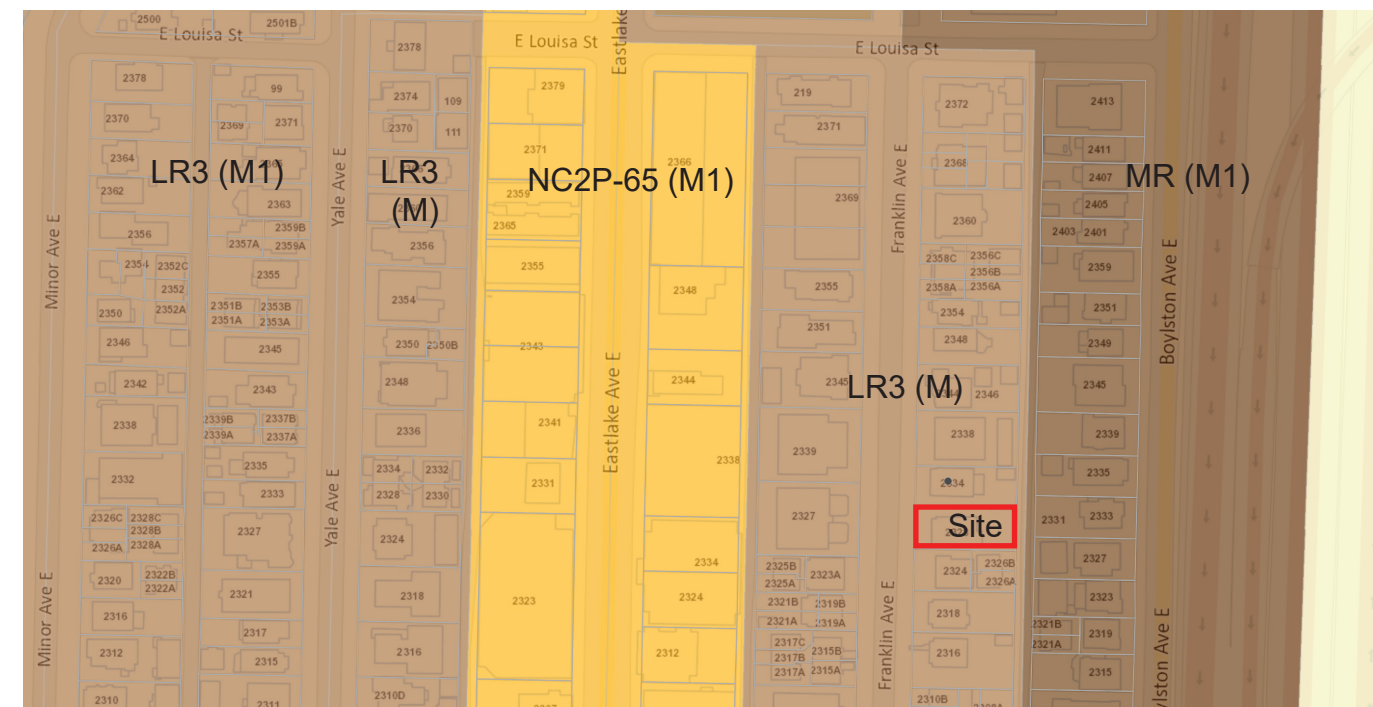 2500
2501B
E Louisa St
2378
E Louisa St
Eastlake
E Louisa St
2378
99
2374
109
2379
219
2372
2413
2370
2369
2371
2370
111
2371
2371
2411
2364
LR3 (M1)
LR3
(M)
NC2P-65 (M1)
2366
2368
2407
MR (M1)
2362
2363
2359
2369
2405
Yale Ave E
Franklin Ave E
Minor Ave E
2356
2359B
2357A
2359A
2356
2365
2360
2403
2401
2354
2352C
2355
2355
2358C
2356C
2356B
2359
2352
2354
2348
2355
2358A
2356A
Boylston Ave E
2350
2352A
2351B
2353B
2351A
2353A
2351
2354
2351
2346
2345
2350
2350B
2343
2348
2349
2342
2343
2348
Eastlake Ave E
2344
2345
LR3 (M)
2346
2345
2338
2339B
2337B
2339A
2337A
2336
2341
2338
2339
2338
2339
2332
2335
2334
2332
2331
2334
2335
2333
2328
2330
Yale Ave E
2326C
2328C
2328B
2326A
2328A
2327
2324
2327
Site
2331
2333
2320
2322B
2322A
2321
2318
2323
2334
2324
2325B
2325A
2323A
2324
2326B
2326A
2327
2316
2317
2321B
2319B
2321A
2319A
2318
2323
Minor Ave E
Franklin Ave E
2312
2315
2316
2312
2317C
2317B
2315B
2317A
2315A
2316
2321B
2321A
2319
2315
2310
2311
2310D
2310B